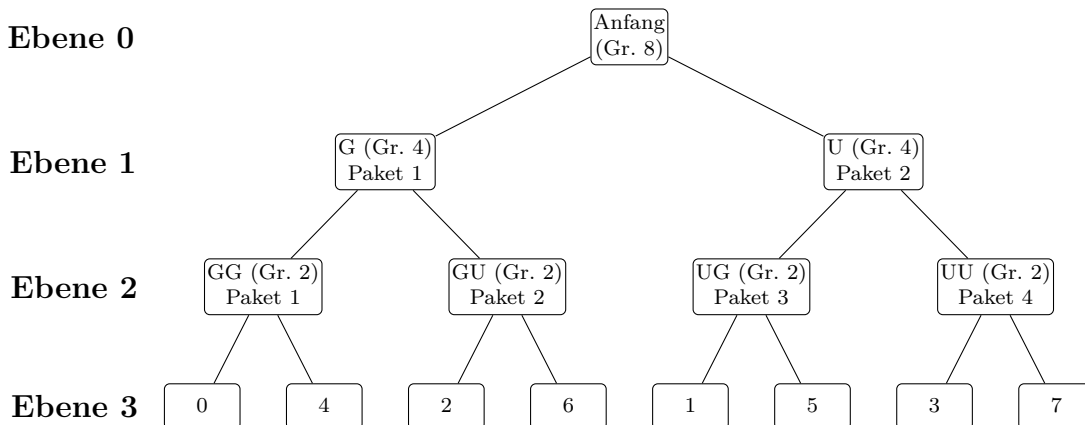 Ebene 0
Anfang
(Gr. 8)
Ebene 1
G (Gr. 4)
Paket 1
U (Gr. 4)
Paket 2
Ebene 2
GG (Gr. 2)
Paket 1
GU (Gr. 2)
Paket 2
UG (Gr. 2)
Paket 3
UU (Gr. 2)
Paket 4
Ebene 3
0
4
2
6
1
5
3
7